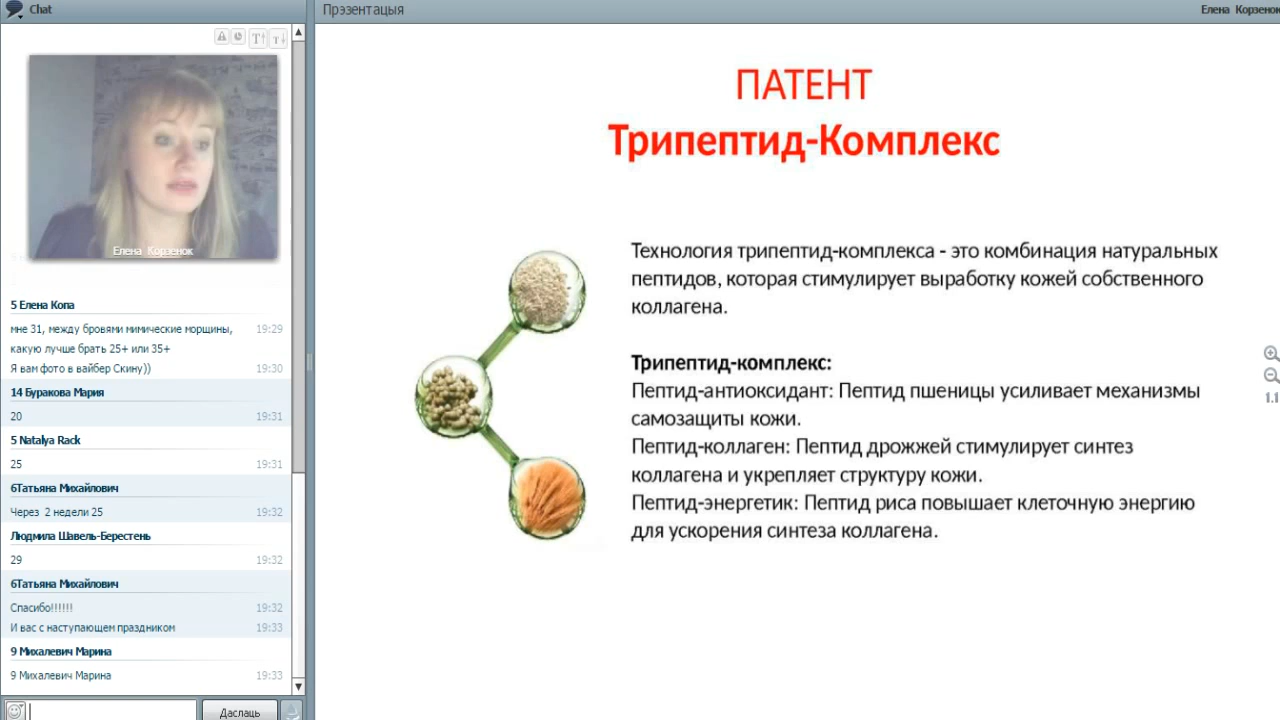 Chat
Прэзентацыя
Елена Корзенок
Елена Корзенок
5 Елена Копа
мне 31, между бровями мимические морщины, 19:29
какую лучше брать 25+ или 35+
Я вам фото в вайбер Скину)) 19:30
14 Буракова Мария
20 19:31
5 Natalya Rack
25 19:31
6Татьяна Михайлович
Через 2 недели 25 19:32
Людмила Шавель-Берестень
29 19:32
6Татьяна Михайлович
Спасибо!!!!!! 19:32
И вас с наступающем праздником 19:33
9 Михалевич Марина
9 Михалевич Марина 19:33
Даслаць
ПАТЕНТ
Трипептид-Комплекс
Технология трипептид-комплекса - это комбинация натуральных
пептидов, которая стимулирует выработку кожей собственного
коллагена.
Трипептид-комплекс:
Пептид-антиоксидант: Пептид пшеницы усиливает механизмы
самозащиты кожи.
Пептид-коллаген: Пептид дрожжей стимулирует синтез
коллагена и укрепляет структуру кожи.
Пептид-энергетик: Пептид риса повышает клеточную энергию
для ускорения синтеза коллагена.
1.1